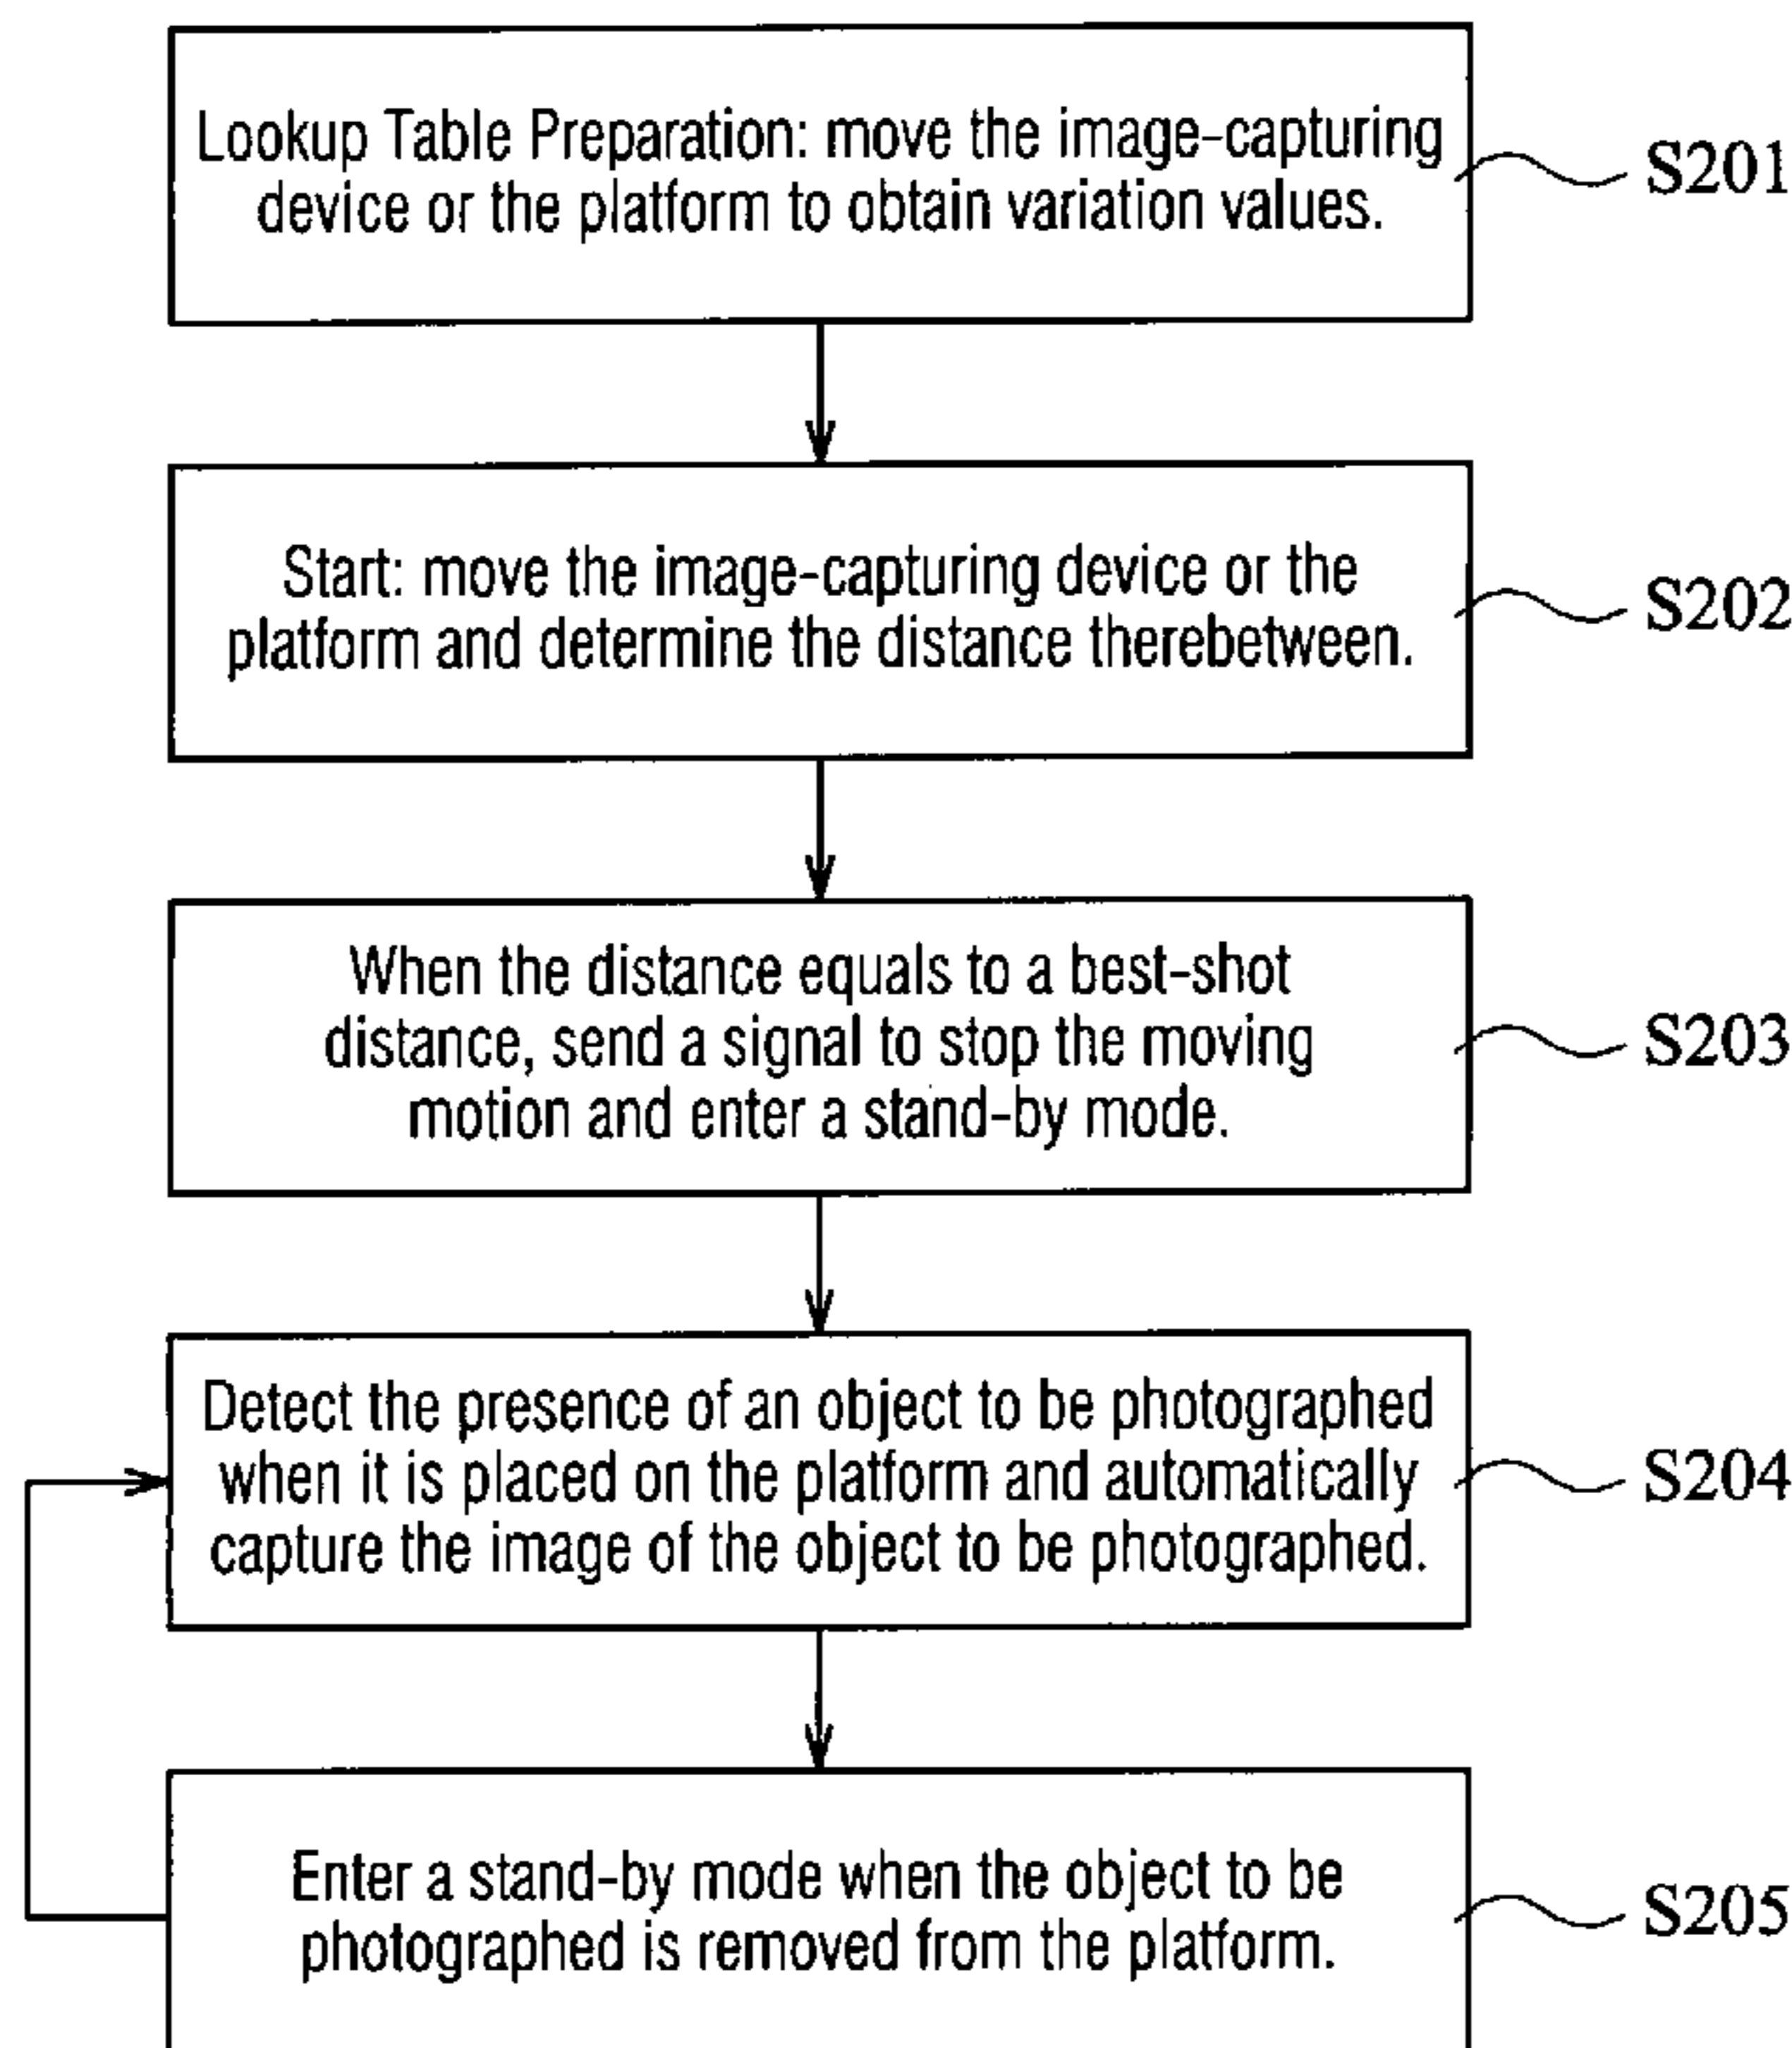 Lookup Table Preparation: move the image-capturing
device or the platform to obtain variation values.
S201
Start: move the image-capturing device or the
platform and determine the distance therebetween.
S202
When the distance equals to a best-shot
distance, send a signal to stop the moving
motion and enter a stand-by mode.
S203
Detect the presence of an object to be photographed
when it is placed on the platform and automatically
capture the image of the object to be photographed.
S204
Enter a stand-by mode when the object to be
photographed is removed from the platform.
S205